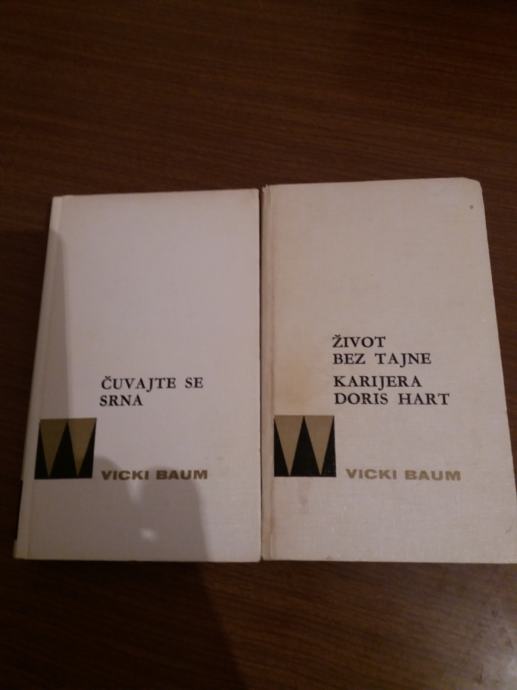 ČUVAJTE SE
SRNA
VICKI BAUM
ŽIVOT
BEZ TAJNE
KARIJERA
DORIS HART
VICKI BAUM